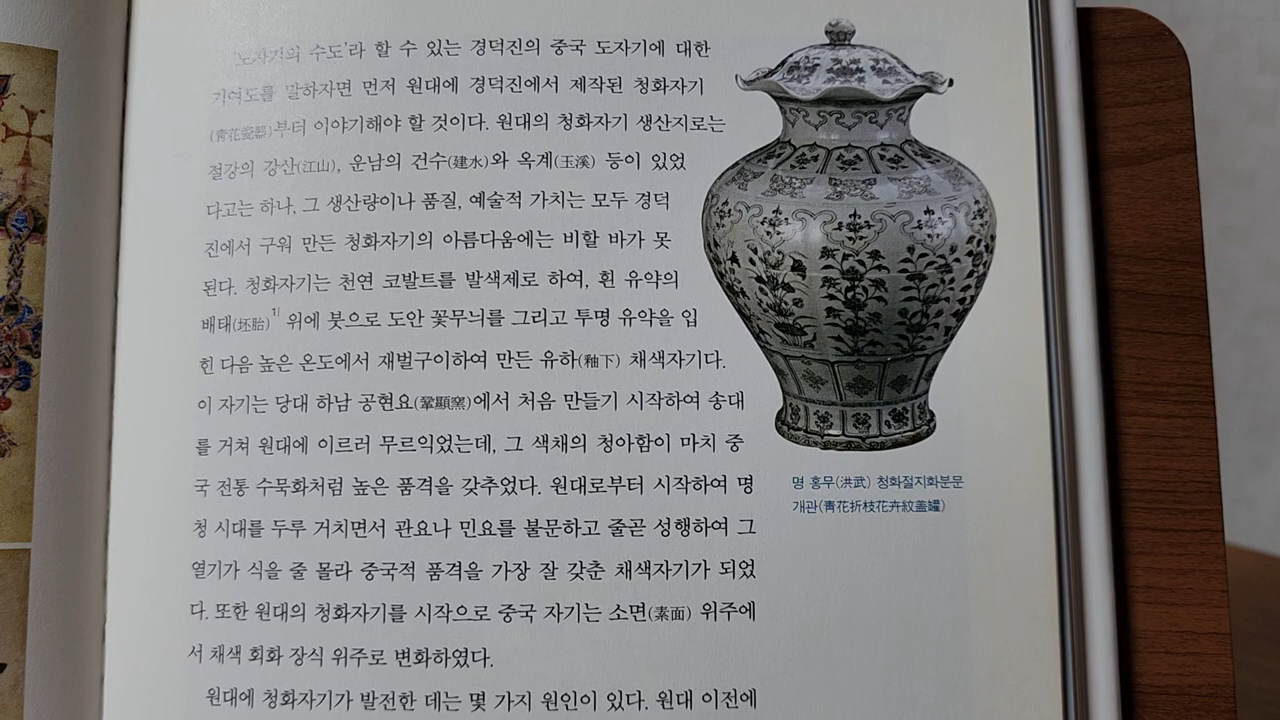 '도자기의 수도'라 할 수 있는 경덕진의 중국 도자기에 대한
기여도를 말하자면 먼저 원대에 경덕진에서 제작된 청화자기
(靑花瓷器)부터 이야기해야 할 것이다. 원대의 청화자기 생산지로는
절강의 강산(江山), 운남의 건수(建水)와 옥계(玉溪) 등이 있었
다고는 하나, 그 생산량이나 품질, 예술적 가치는 모두 경덕
진에서 구워 만든 청화자기의 아름다움에는 비할 바가 못
된다. 청화자기는 천연 코발트를 발색제로 하여, 흰 유약의
배태(坯胎)1) 위에 붓으로 도안 꽃무늬를 그리고 투명 유약을 입
힌 다음 높은 온도에서 재벌구이하여 만든 유하(釉下) 채색자기다.
이 자기는 당대 하남 공현요(鞏顯窯)에서 처음 만들기 시작하여 송대
를 거쳐 원대에 이르러 무르익었는데, 그 색채의 청아함이 마치 중
국 전통 수묵화처럼 높은 품격을 갖추었다. 원대로부터 시작하여 명
청 시대를 두루 거치면서 관요나 민요를 불문하고 줄곧 성행하여 그
열기가 식을 줄 몰라 중국적 품격을 가장 잘 갖춘 채색자기가 되었
다. 또한 원대의 청화자기를 시작으로 중국 자기는 소면(素面) 위주에
서 채색 회화 장식 위주로 변화하였다.
원대에 청화자기가 발전한 데는 몇 가지 원인이 있다. 원대 이전에
명 홍무(洪武) 청화절지화분문
개관(靑花折枝花卉紋盖罐)